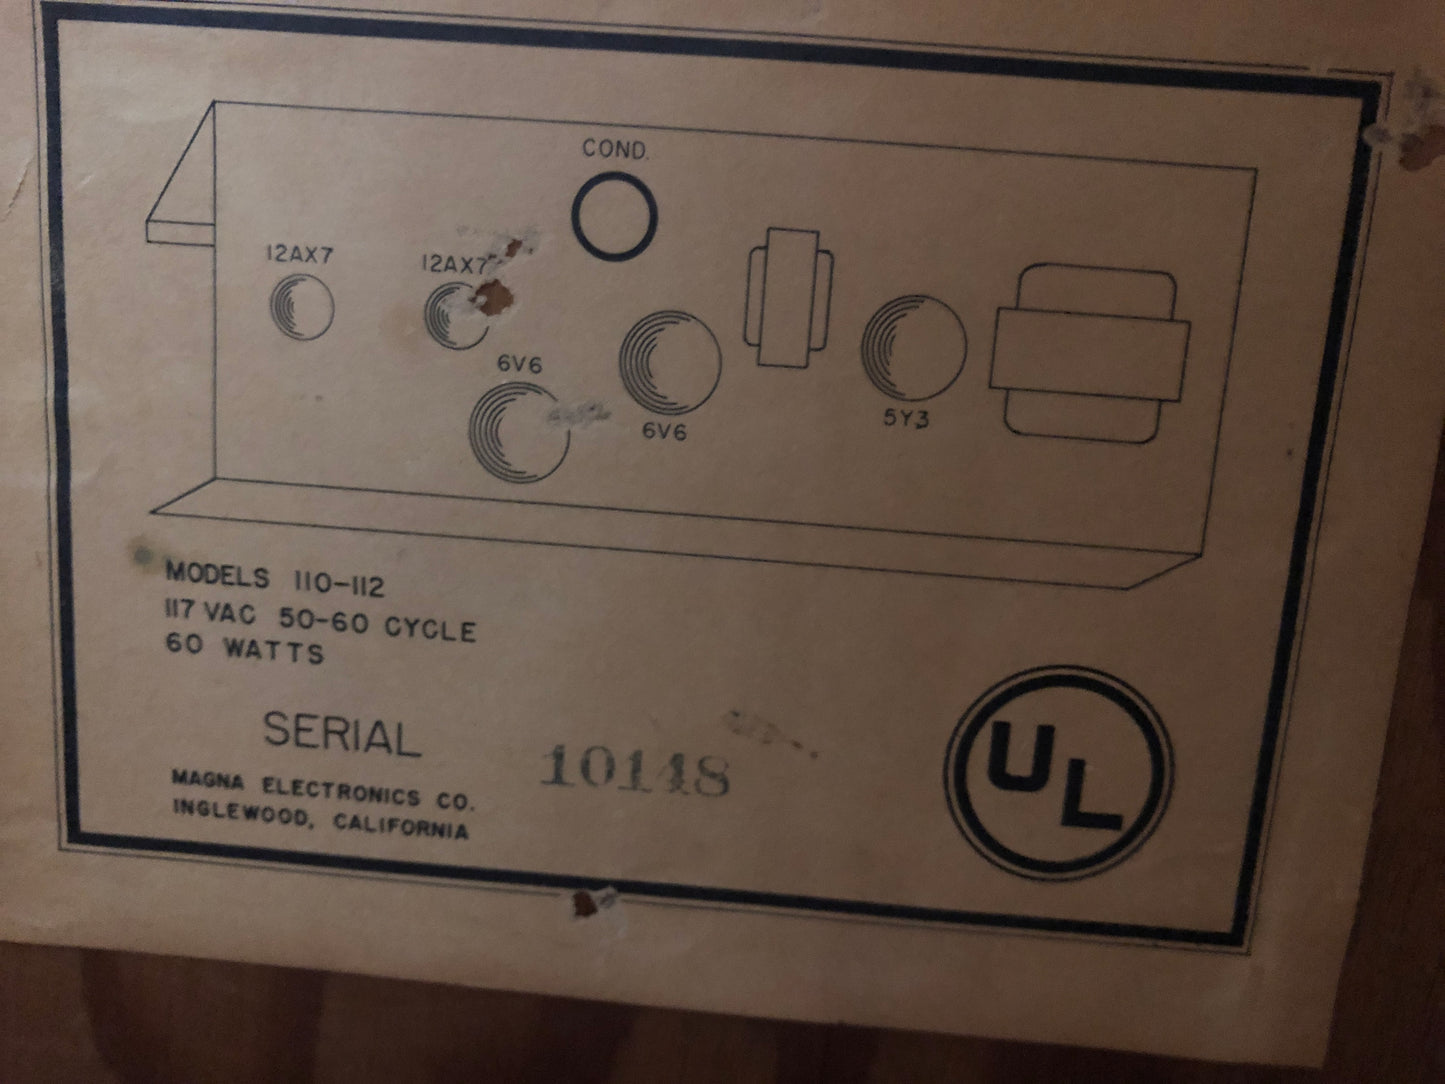 COND.
12AX7
12AX7
6V6
6V6
5Y3
MODELS 110-112
117 VAC 50-60 CYCLE
60 WATTS
SERIAL 10148
MAGNA ELECTRONICS CO.
INGLEWOOD, CALIFORNIA
UL